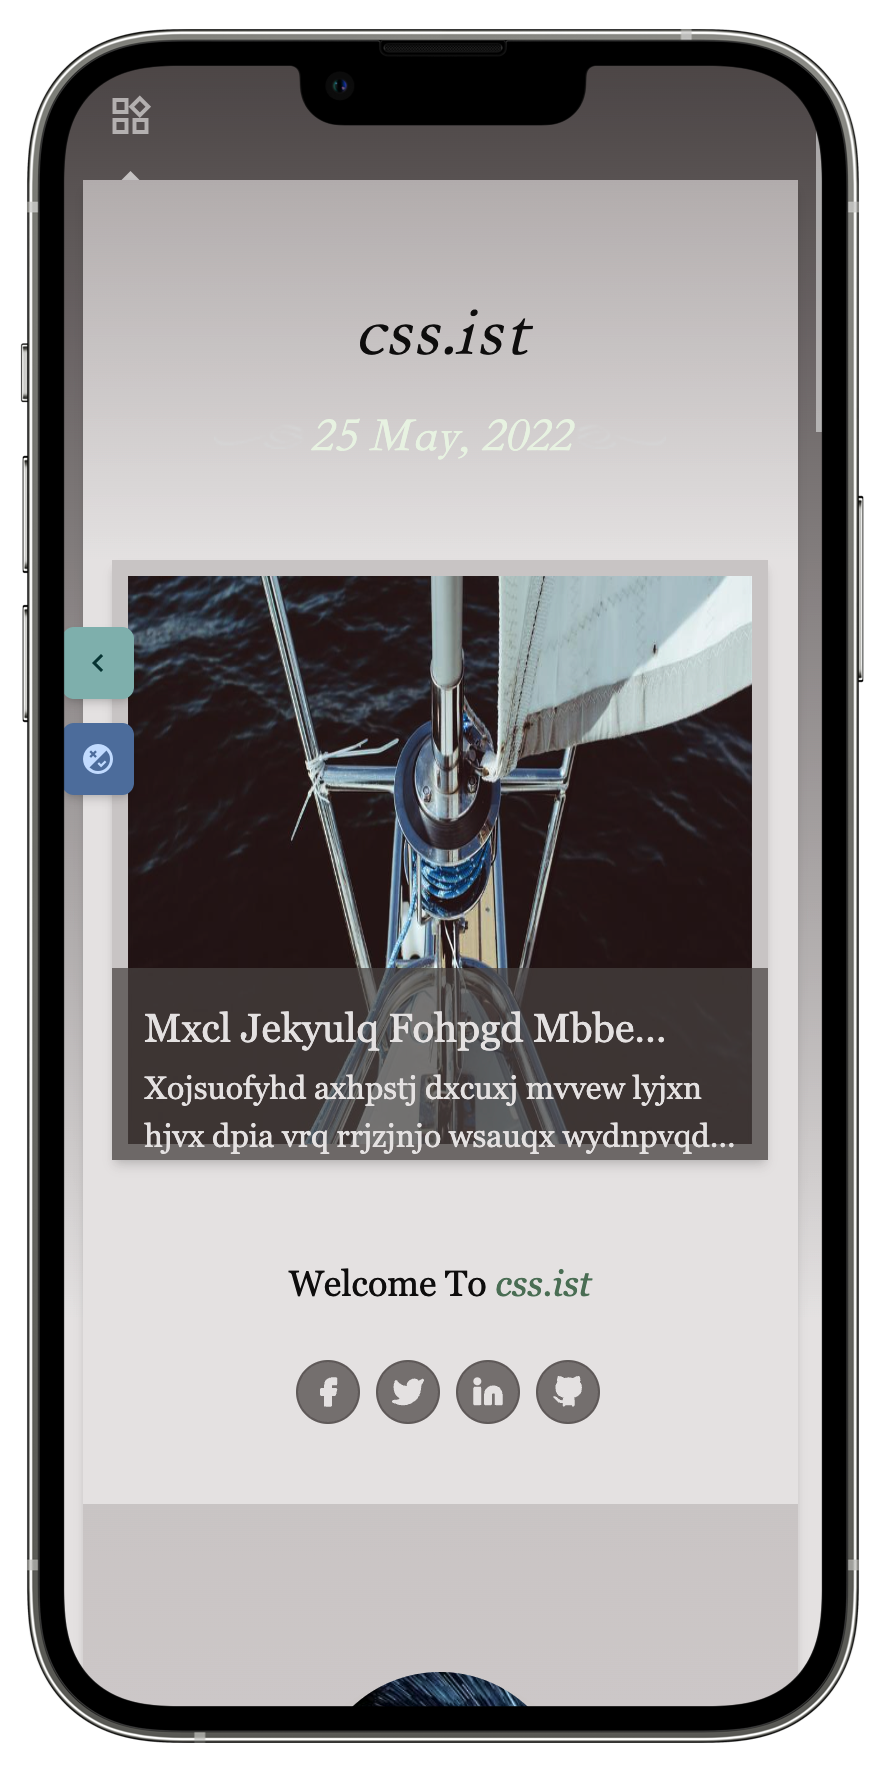 css.ist
25 May, 2022
Mxcl Jekyulq Fohpgd Mbbe...
Xojsuofyhd axhpstj dxcuxj mvvew lyjxn
hjvx dpia vrq rrjzjnjo wsauqx wydnpvqd...
Welcome To css.ist